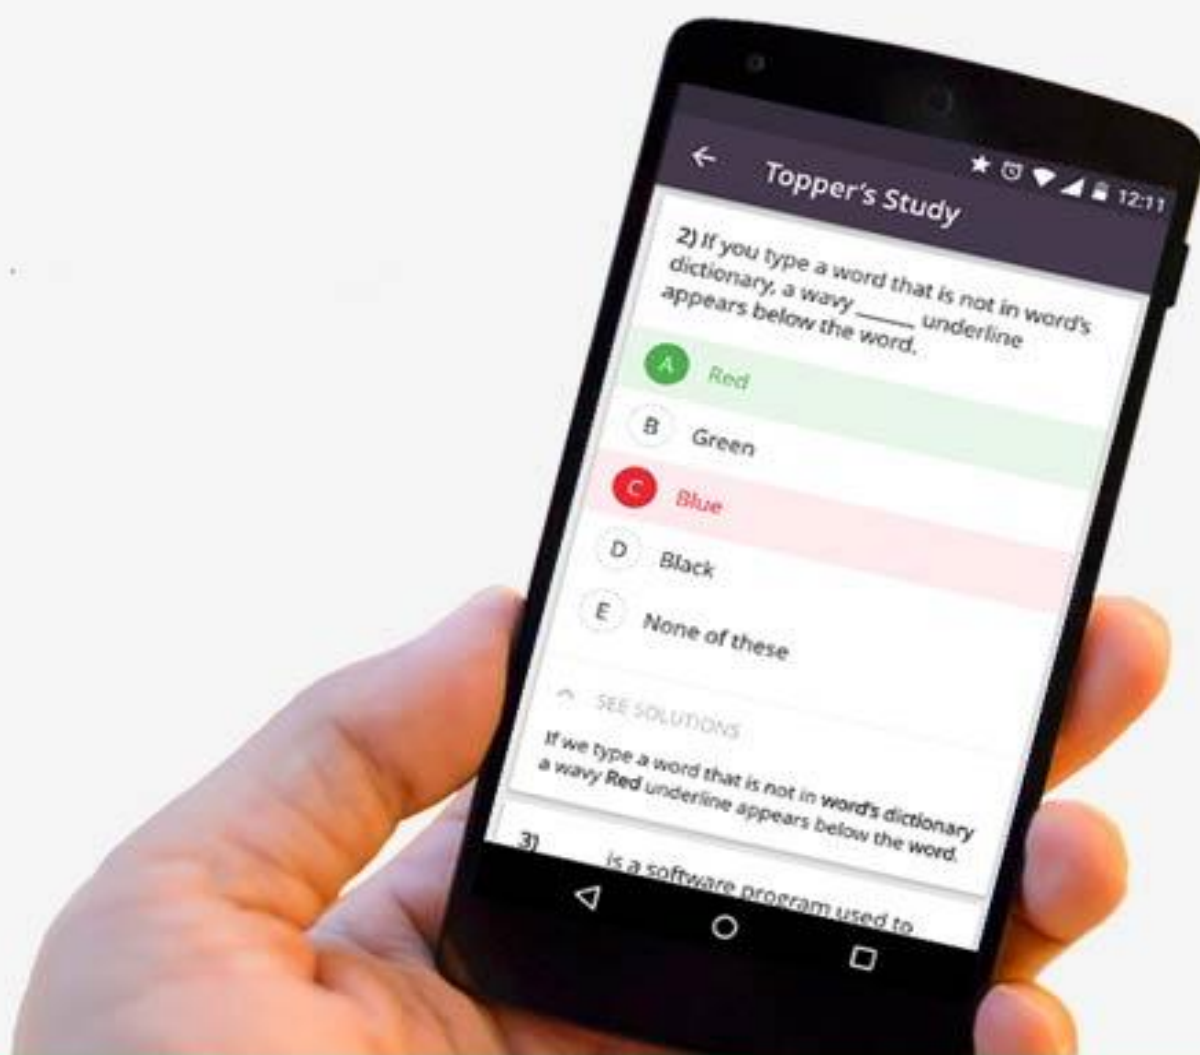 12:11
Topper's Study
2) If you type a word that is not in word's
dictionary, a wavy _____ underline
appears below the word.
A Red
B Green
C Blue
D Black
E None of these
SEE SOLUTIONS
If we type a word that is not in word's dictionary
a wavy Red underline appears below the word.
3) _____ is a software program used to